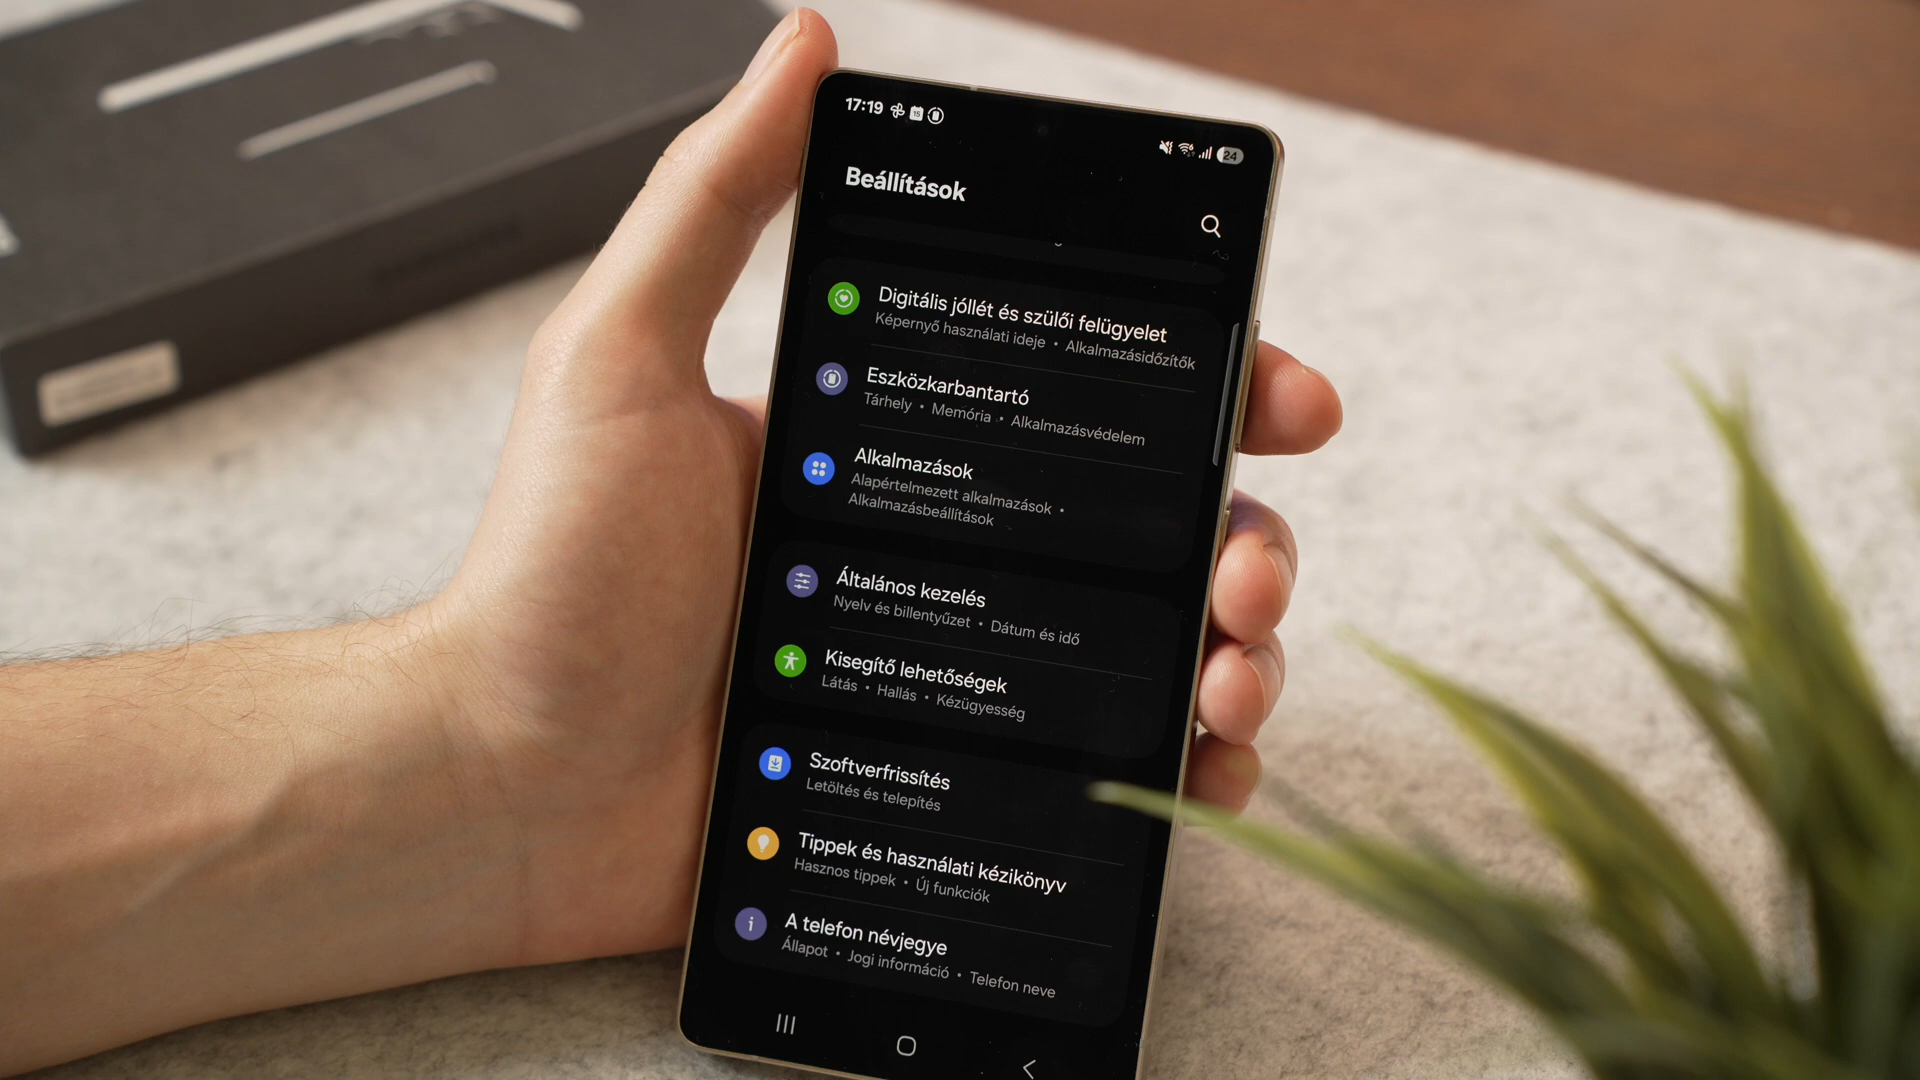 17:19
24
Beállítások
Digitális jóllét és szülői felügyelet
Képernyő használati ideje • Alkalmazásidőzítők
Eszközkarbantartó
Tárhely • Memória • Alkalmazásvédelem
Alkalmazások
Alapértelmezett alkalmazások •
Alkalmazásbeállítások
Általános kezelés
Nyelv és billentyűzet • Dátum és idő
Kisegítő lehetőségek
Látás • Hallás • Kézügyesség
Szoftverfrissítés
Letöltés és telepítés
Tippek és használati kézikönyv
Hasznos tippek • Új funkciók
A telefon névjegye
Állapot • Jogi információ • Telefon neve